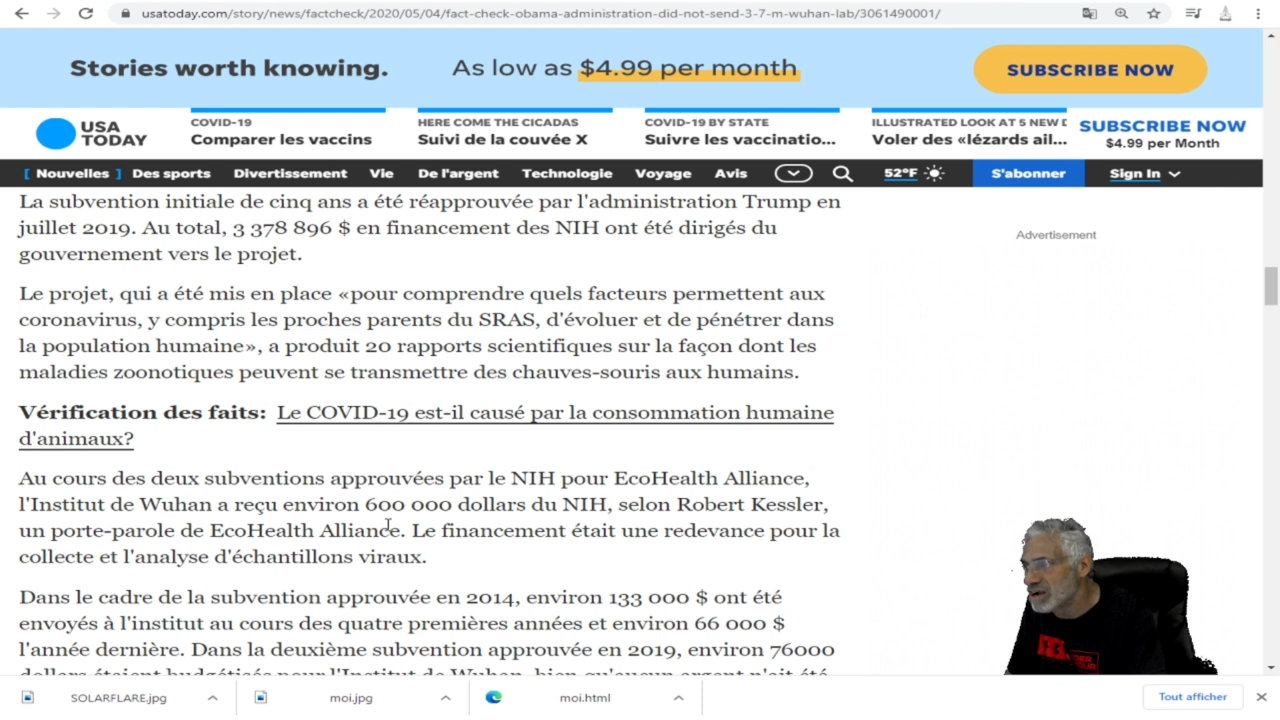 usatoday.com/story/news/factcheck/2020/05/04/fact-check-obama-administration-did-not-send-3-7-m-wuhan-lab/3061490001/
Stories worth knowing. As low as $4.99 per month SUBSCRIBE NOW
USA TODAY
COVID-19
Comparer les vaccins
HERE COME THE CICADAS
Suivi de la couvée X
COVID-19 BY STATE
Suivre les vaccinatio...
ILLUSTRATED LOOK AT 5 NEW D
Voler des «lézards ail...
SUBSCRIBE NOW
$4.99 per Month
[ Nouvelles ] Des sports Divertissement Vie De l'argent Technologie Voyage Avis 52°F S'abonner Sign In
La subvention initiale de cinq ans a été réapprouvée par l'administration Trump en
juillet 2019. Au total, 3 378 896 $ en financement des NIH ont été dirigés du
gouvernement vers le projet.
Advertisement
Le projet, qui a été mis en place «pour comprendre quels facteurs permettent aux
coronavirus, y compris les proches parents du SRAS, d'évoluer et de pénétrer dans
la population humaine», a produit 20 rapports scientifiques sur la façon dont les
maladies zoonotiques peuvent se transmettre des chauves-souris aux humains.
Vérification des faits: Le COVID-19 est-il causé par la consommation humaine
d'animaux?
Au cours des deux subventions approuvées par le NIH pour EcoHealth Alliance,
l'Institut de Wuhan a reçu environ 600 000 dollars du NIH, selon Robert Kessler,
un porte-parole de EcoHealth Alliance. Le financement était une redevance pour la
collecte et l'analyse d'échantillons viraux.
Dans le cadre de la subvention approuvée en 2014, environ 133 000 $ ont été
envoyés à l'institut au cours des quatre premières années et environ 66 000 $
l'année dernière. Dans la deuxième subvention approuvée en 2019, environ 76000
dollars étaient budgétisés pour l'Institut de Wuhan, bien qu'aucun argent n'ait été
SOLARFLARE.jpg moi.jpg moi.html Tout afficher